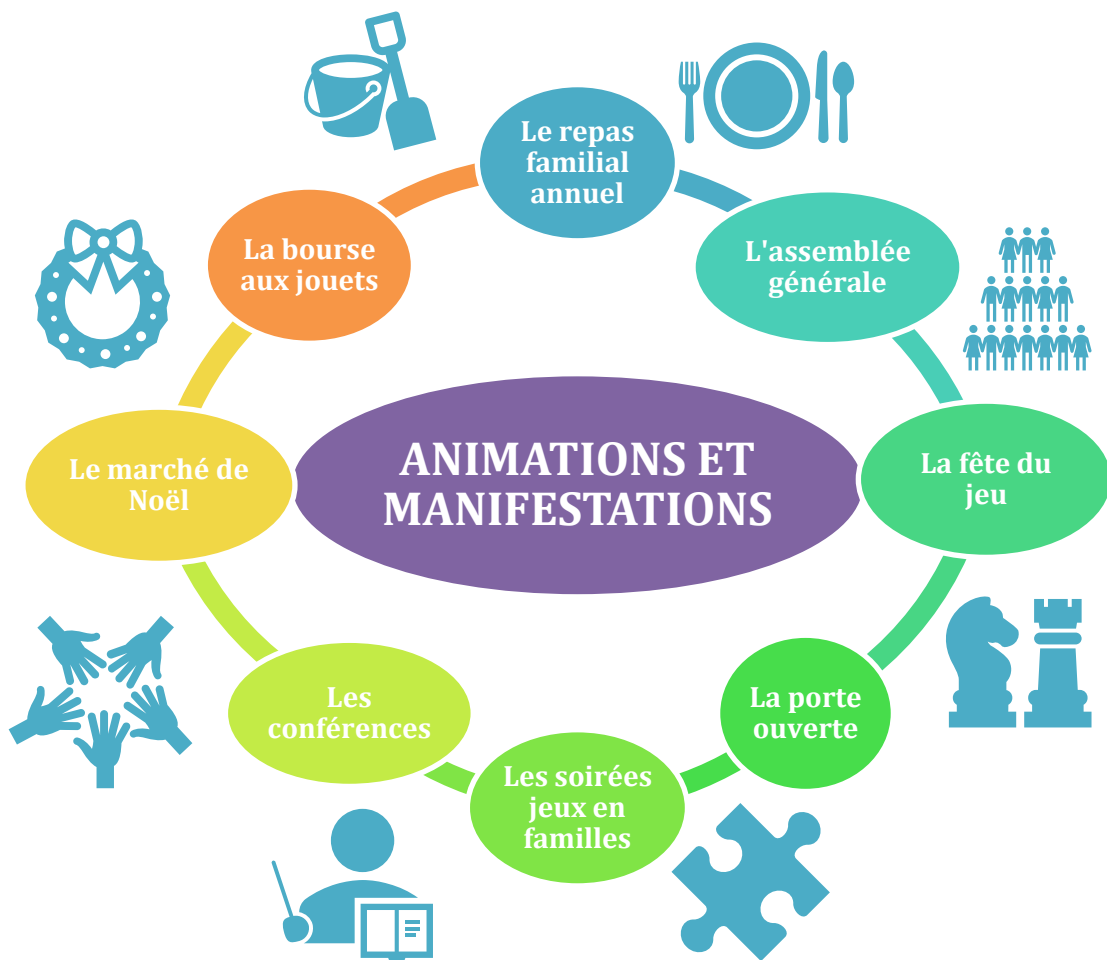 Le repas
familial
annuel
L'assemblée
générale
La fête du
jeu
La porte
ouverte
Les soirées
jeux en
familles
Les
conférences
Le marché de
Noël
La bourse
aux jouets
ANIMATIONS ET
MANIFESTATIONS